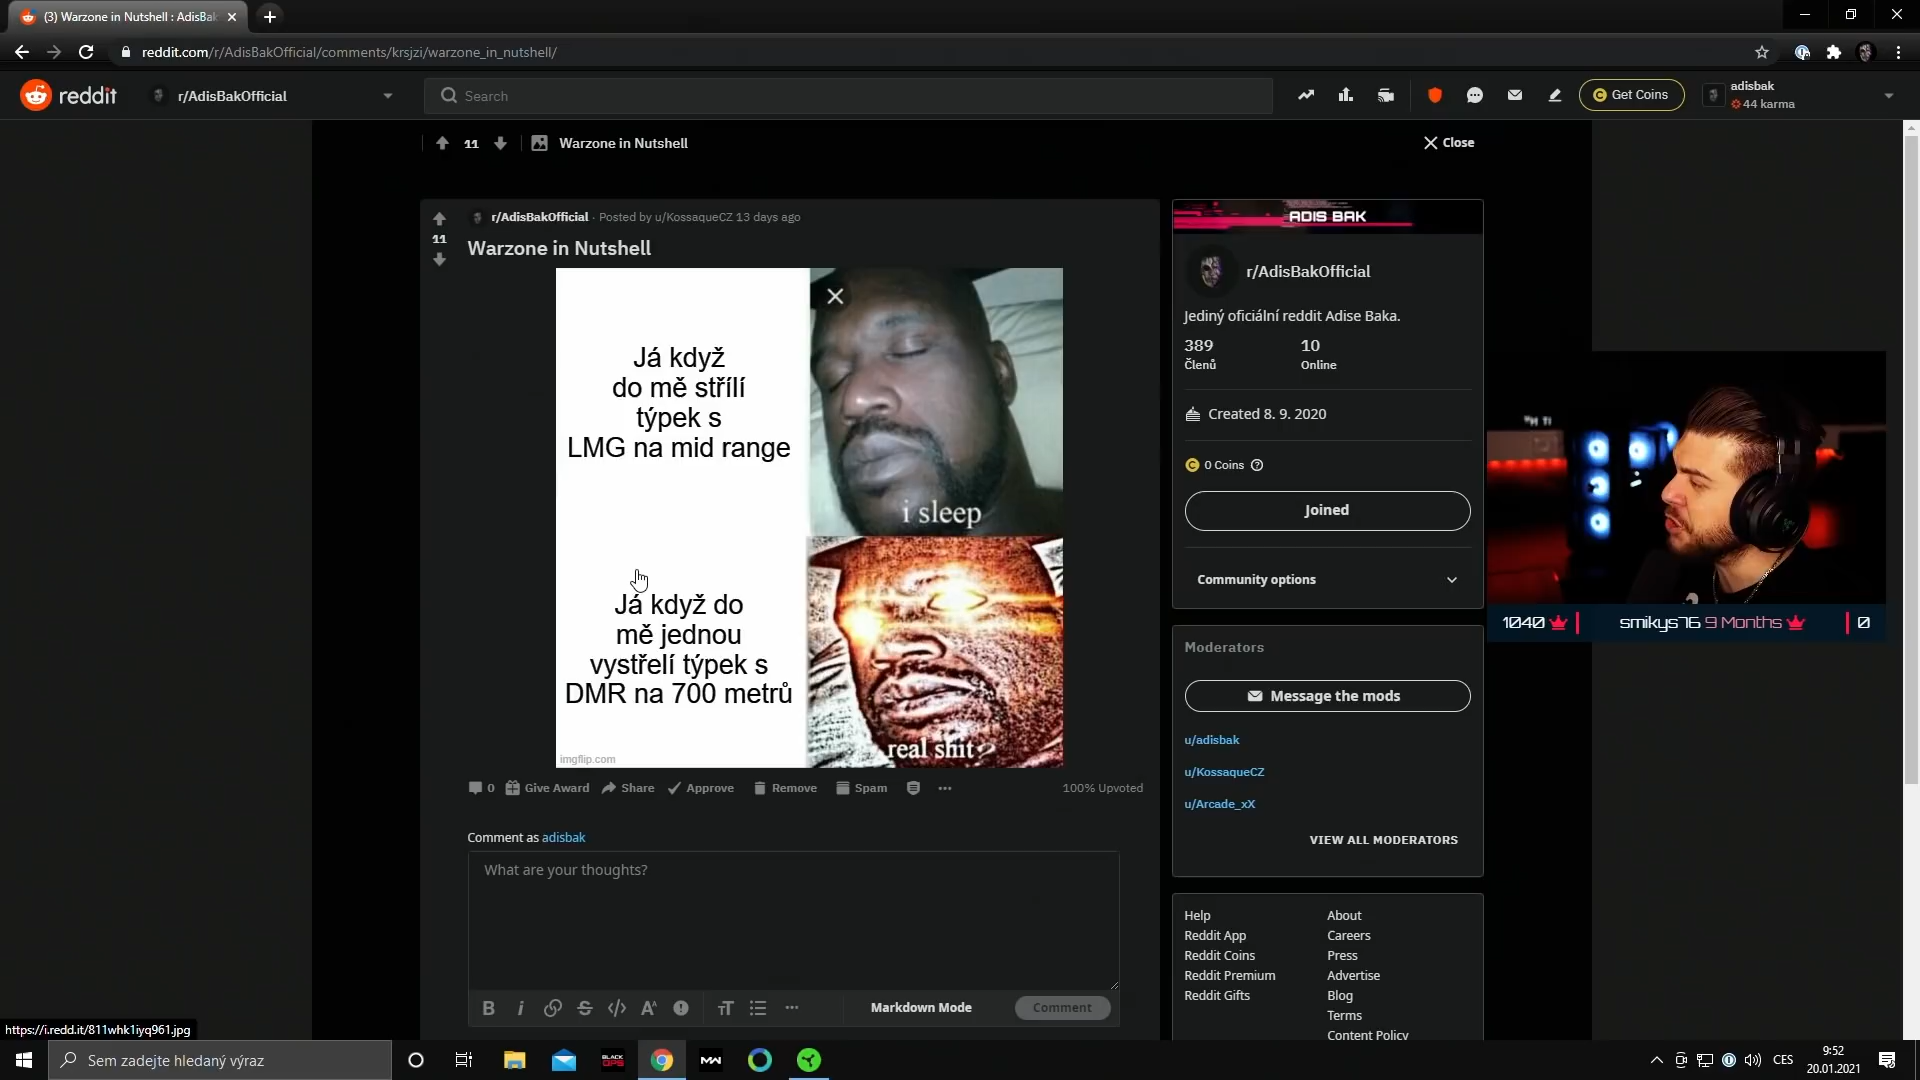 (3) Warzone in Nutshell : AdisBak
reddit.com/r/AdisBakOfficial/comments/krsjzi/warzone_in_nutshell/
reddit
r/AdisBakOfficial
Search
Get Coins
adisbak
44 karma
11
Warzone in Nutshell
Close
r/AdisBakOfficial · Posted by u/KossaqueCZ 13 days ago
11
Warzone in Nutshell
Já když
do mě střílí
týpek s
LMG na mid range
i sleep
Já když do
mě jednou
vystřelí týpek s
DMR na 700 metrů
real shit?
imgflip.com
0
Give Award
Share
Approve
Remove
Spam
100% Upvoted
Comment as adisbak
What are your thoughts?
Markdown Mode
Comment
ADIS BAK
r/AdisBakOfficial
Jediný oficiální reddit Adise Baka.
389
10
Členů
Online
Created 8. 9. 2020
0 Coins
Joined
Community options
Moderators
Message the mods
u/adisbak
u/KossaqueCZ
u/Arcade_xX
VIEW ALL MODERATORS
Help
About
Reddit App
Careers
Reddit Coins
Press
Reddit Premium
Advertise
Reddit Gifts
Blog
Terms
Content Policy
1040
smikys76 9 Months
0
https://i.redd.it/811whk1iyq961.jpg
Sem zadejte hledaný výraz
BLACK
OPS
MW
CES
9:52
20.01.2021